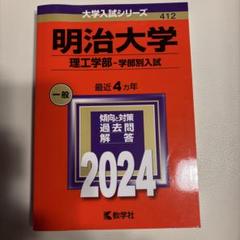 大学入試シリーズ
412
明治大学
理工学部-学部別入試
一般
最近4カ年
傾向と対策
過去問
解答
2024
教学社